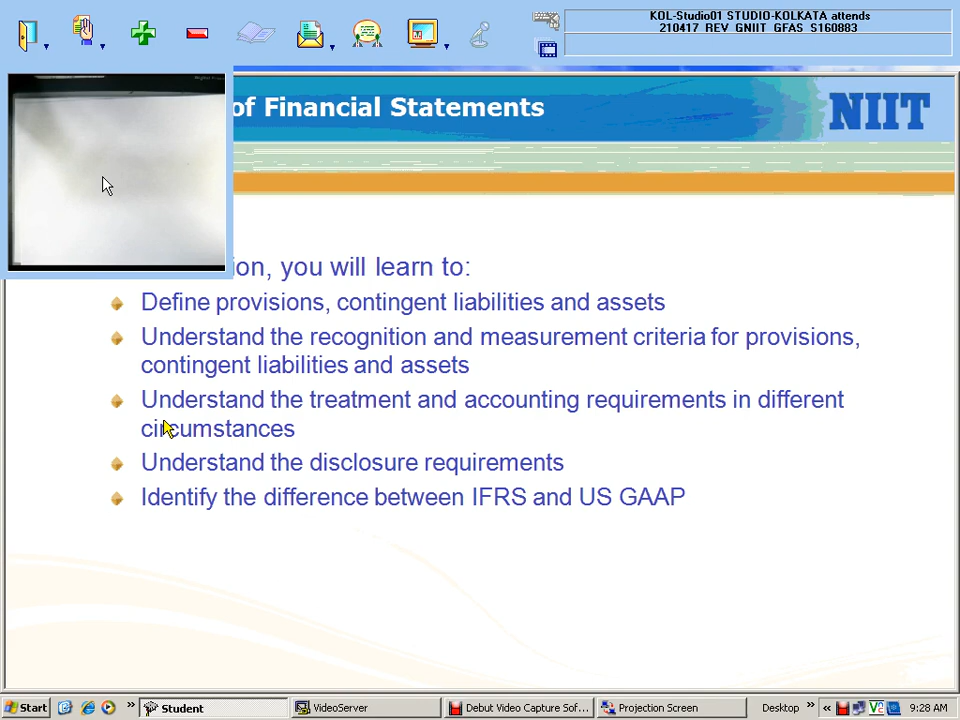 KOL-Studio01 STUDIO-KOLKATA attends
210417 REV GNIIT GFAS S160883
of Financial Statements
NIIT
ion, you will learn to:
Define provisions, contingent liabilities and assets
Understand the recognition and measurement criteria for provisions,
contingent liabilities and assets
Understand the treatment and accounting requirements in different
circumstances
Understand the disclosure requirements
Identify the difference between IFRS and US GAAP
Start
Student
VideoServer
Debut Video Capture Sof...
Projection Screen
Desktop
9:28 AM